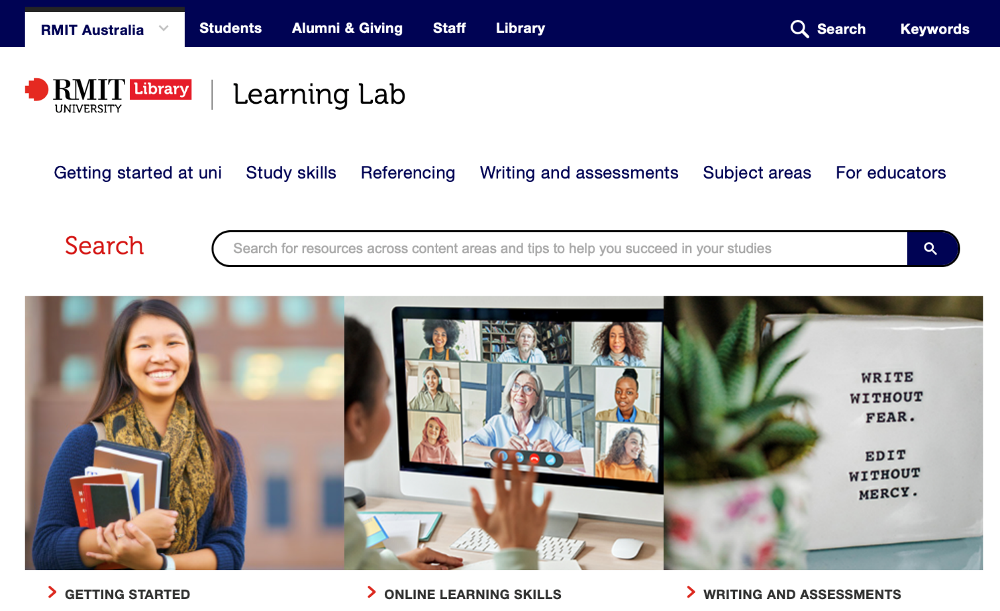 RMIT Australia
Students
Alumni & Giving
Staff
Library
Search
Keywords
RMIT
UNIVERSITY
Library
Learning Lab
Getting started at uni
Study skills
Referencing
Writing and assessments
Subject areas
For educators
Search
Search for resources across content areas and tips to help you succeed in your studies
WRITE
WITHOUT
FEAR.
EDIT
WITHOUT
MERCY.
GETTING STARTED
ONLINE LEARNING SKILLS
WRITING AND ASSESSMENTS